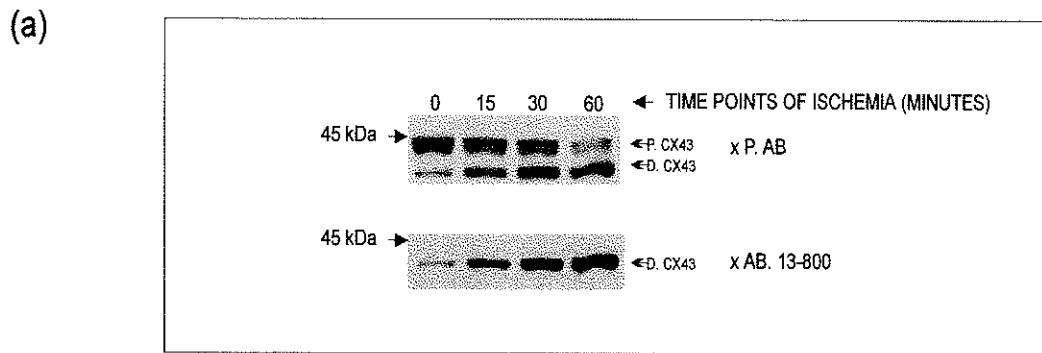 (a)
0 15 30 60 ← TIME POINTS OF ISCHEMIA (MINUTES)
45 kDa
P. CX43 x P. AB
D. CX43
45 kDa
D. CX43 x AB. 13-800